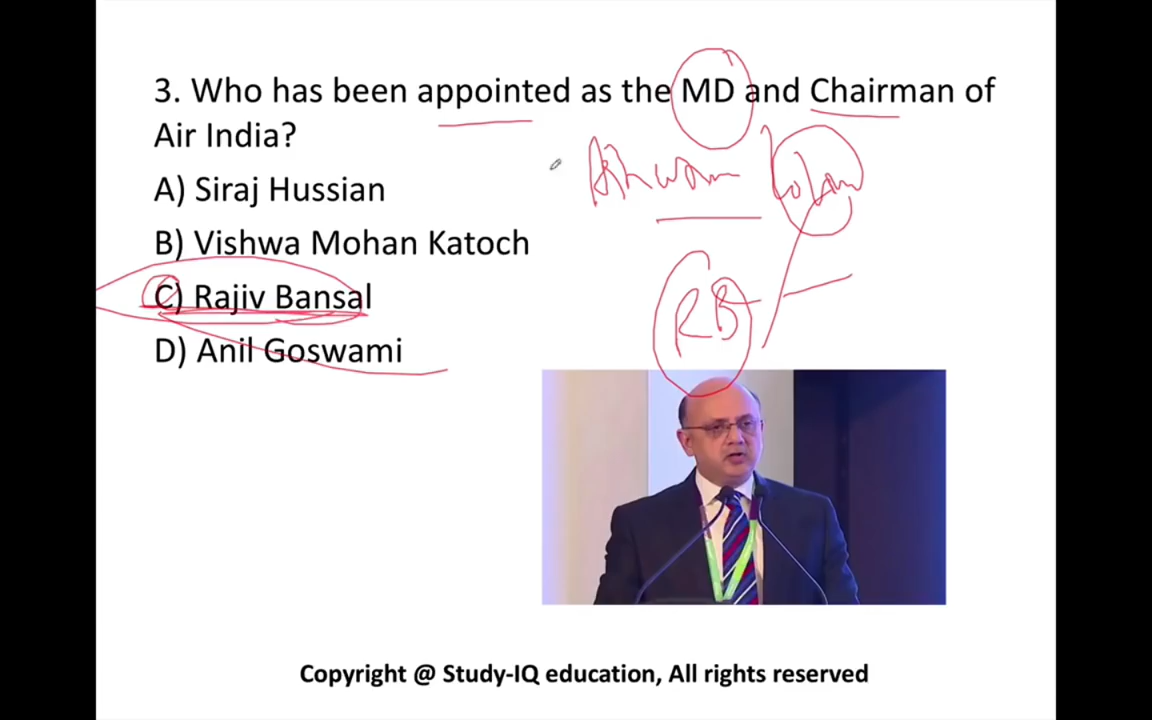 3. Who has been appointed as the MD and Chairman of
Air India?
A) Siraj Hussian
B) Vishwa Mohan Katoch
C) Rajiv Bansal
D) Anil Goswami
RB
Copyright @ Study-IQ education, All rights reserved